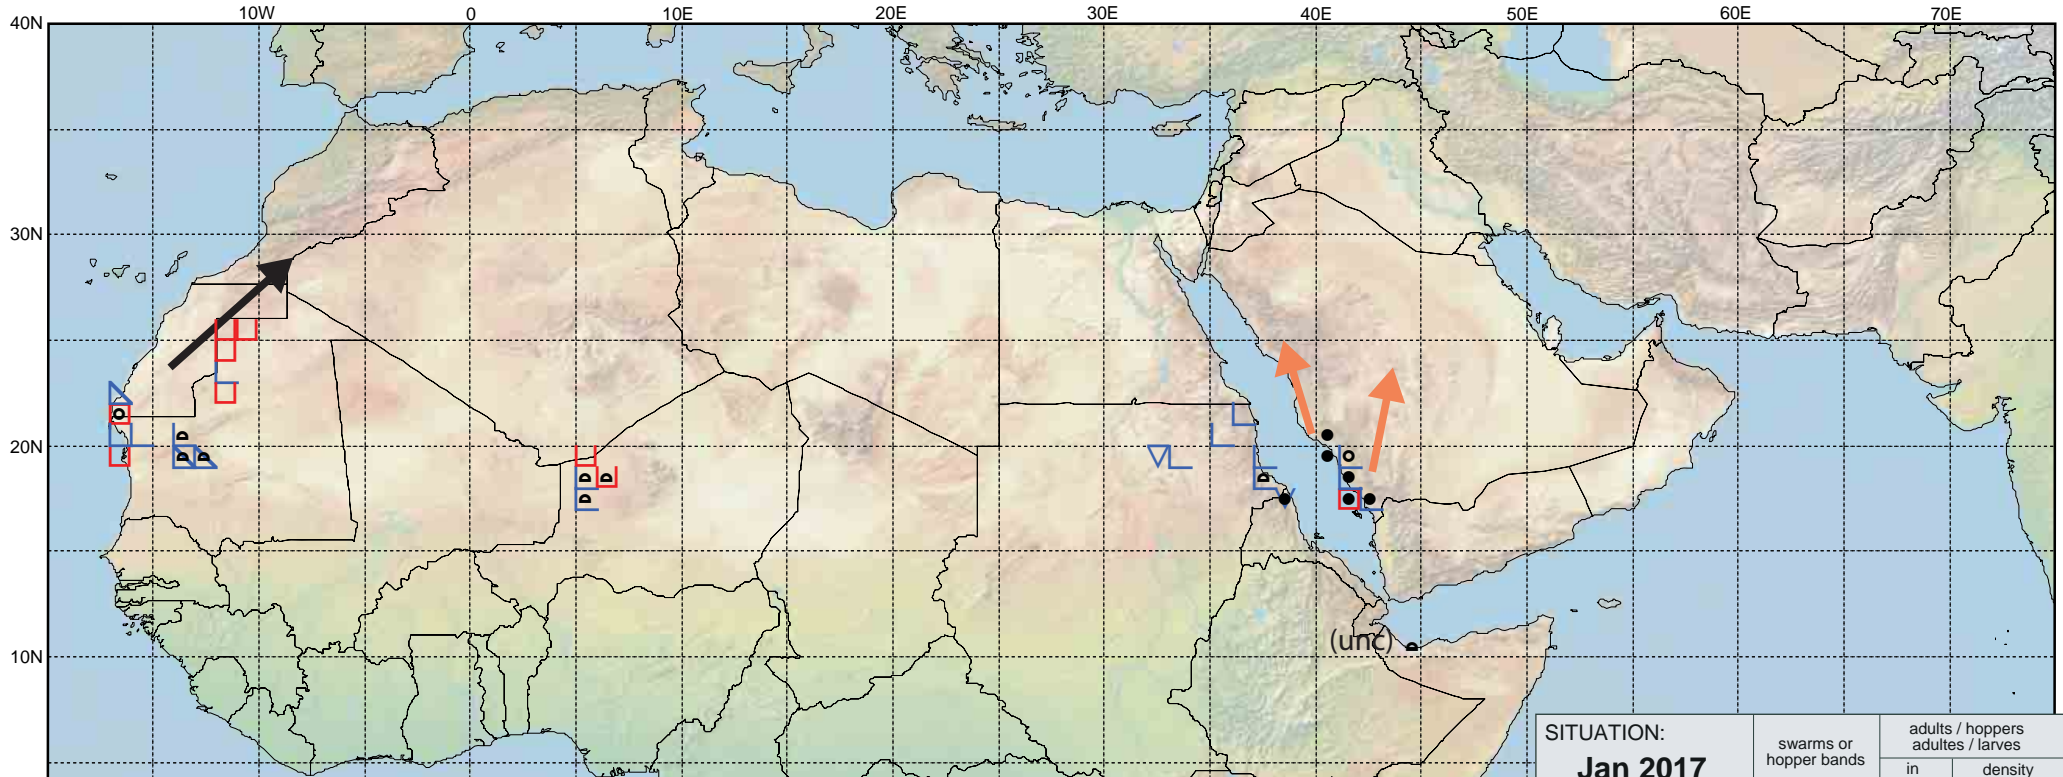 10W 0 10E 20E 30E 40E 50E 60E 70E
40N
30N
20N
10N
(unc)
SITUATION:
Jan 2017
swarms or
hopper bands
adults / hoppers
adultes / larves
in
density